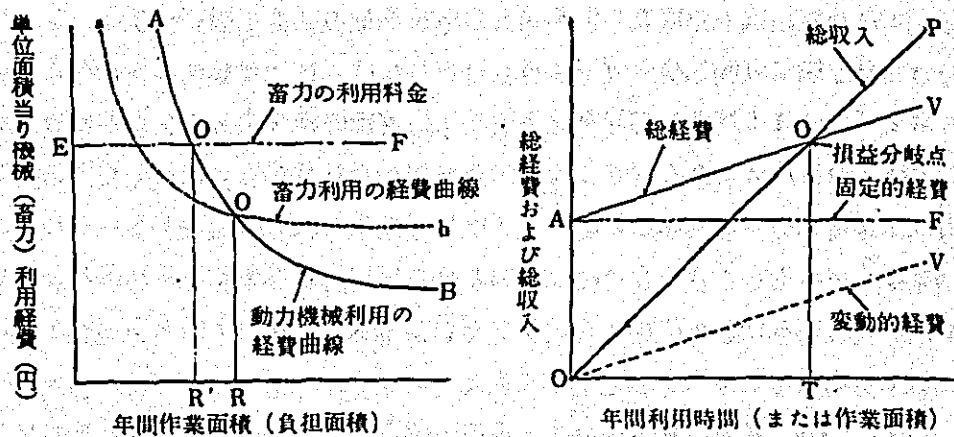 単位面積当り機械(畜力)利用経費(円)
A
畜力の利用料金
E
O
F
畜力利用の経費曲線
O
b
B
動力機械利用の
経費曲線
R'
R
年間作業面積(負担面積)
総経費および総収入
総収入
P
V
総経費
O
損益分岐点
固定的経費
A
F
V
変動的経費
O
T
年間利用時間(または作業面積)